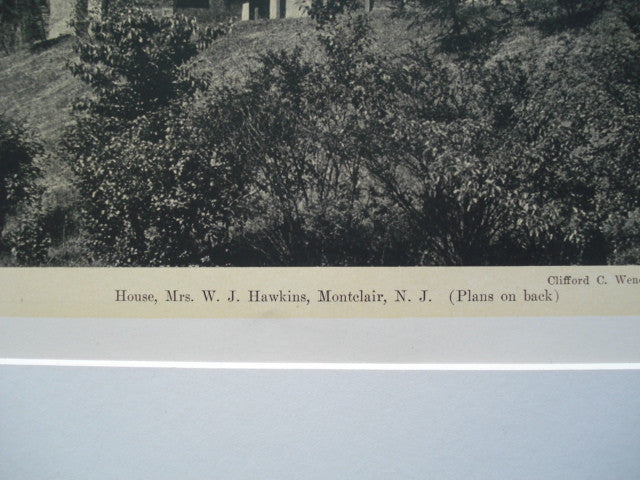 Clifford C.
House, Mrs. W. J. Hawkins, Montclair, N. J. (Plans on back)